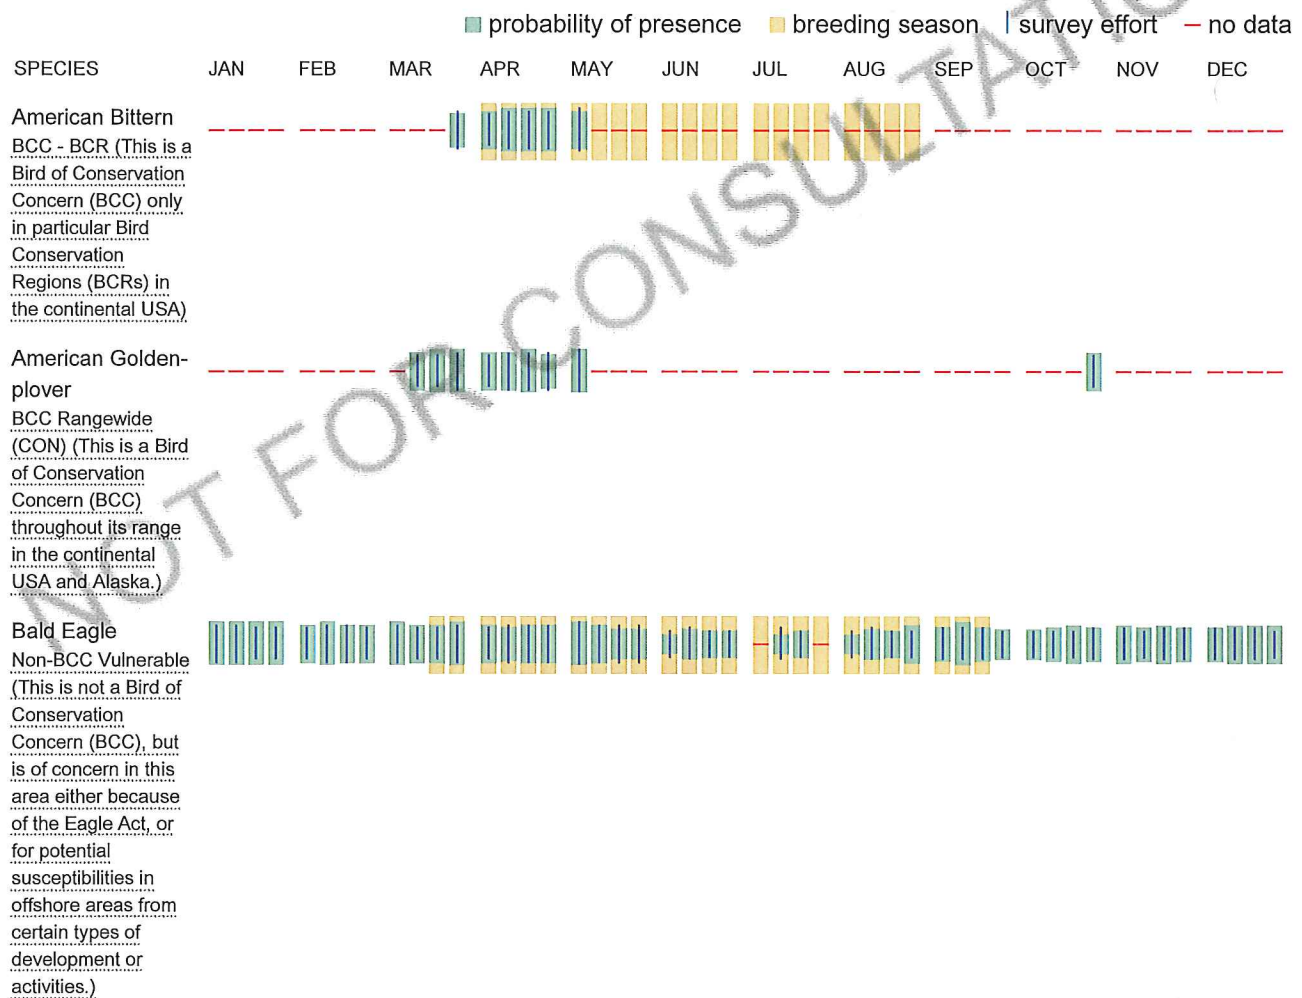 probability of presence breeding season survey effort no data
SPECIES JAN FEB MAR APR MAY JUN JUL AUG SEP OCT NOV DEC
American Bittern
BCC - BCR (This is a
Bird of Conservation
Concern (BCC) only
in particular Bird
Conservation
Regions (BCRs) in
the continental USA)
American Golden-
plover
BCC Rangewide
(CON) (This is a Bird
of Conservation
Concern (BCC)
throughout its range
in the continental
USA and Alaska.)
Bald Eagle
Non-BCC Vulnerable
(This is not a Bird of
Conservation
Concern (BCC), but
is of concern in this
area either because
of the Eagle Act, or
for potential
susceptibilities in
offshore areas from
certain types of
development or
activities.)
NOT FOR CONSULTATIO